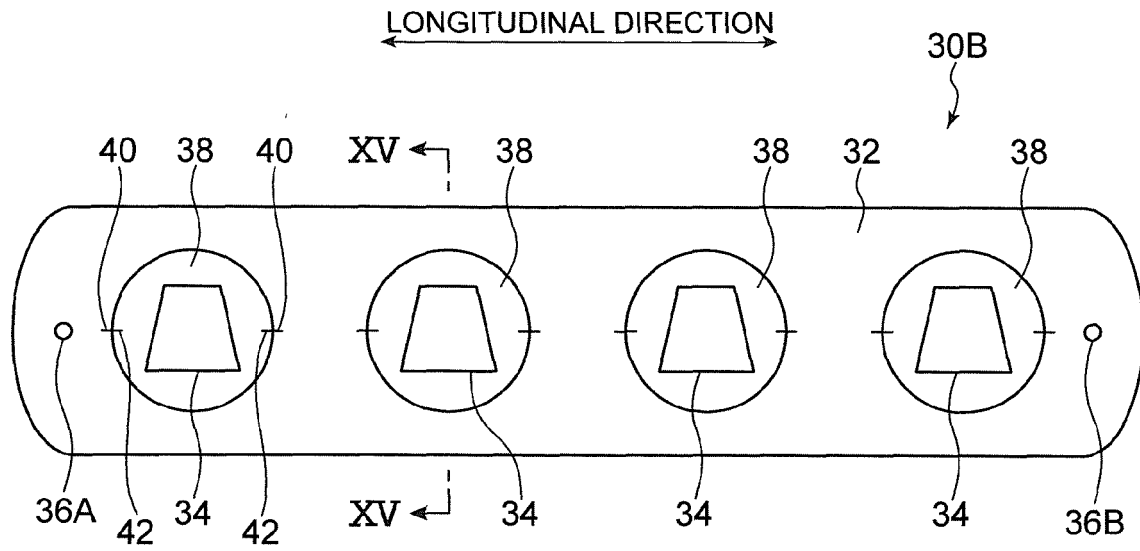 LONGITUDINAL DIRECTION
30B
40 38 40 XV 38 38 32 38
36A 42 34 42 XV 34 34 34 36B